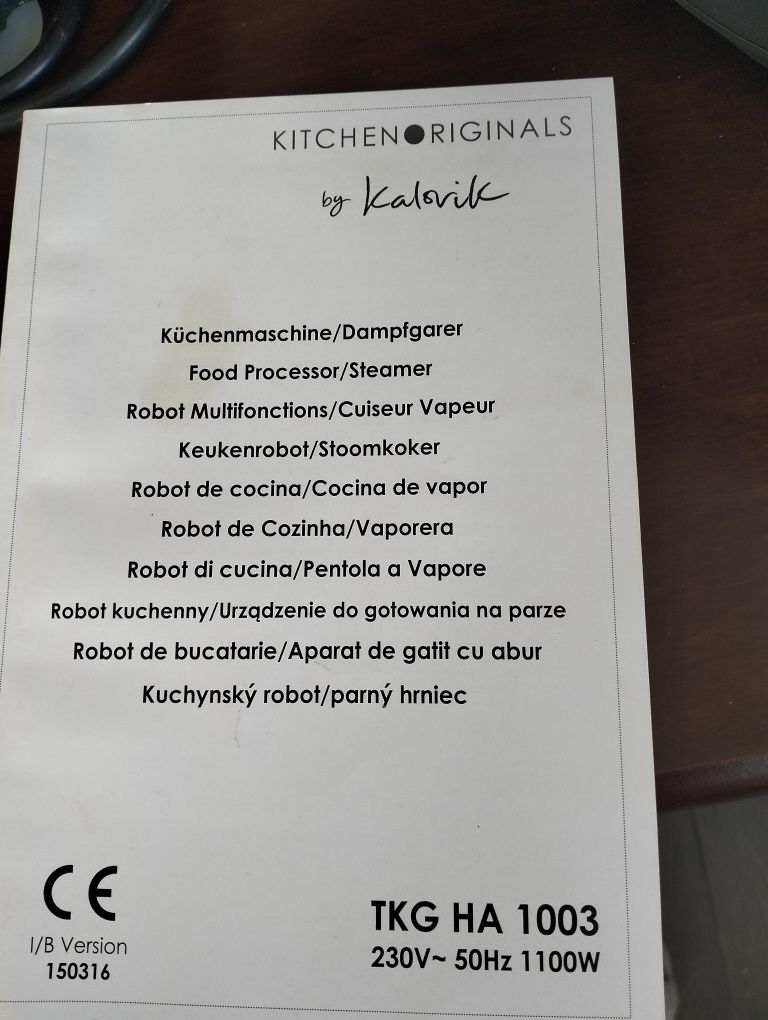 KITCHEN●RIGINALS
by Kalorik
Küchenmaschine/Dampfgarer
Food Processor/Steamer
Robot Multifonctions/Cuiseur Vapeur
Keukenrobot/Stoomkoker
Robot de cocina/Cocina de vapor
Robot de Cozinha/Vaporera
Robot di cucina/Pentola a Vapore
Robot kuchenny/Urządzenie do gotowania na parze
Robot de bucatarie/Aparat de gatit cu abur
Kuchynský robot/parný hrniec
CE
I/B Version
150316
TKG HA 1003
230V~ 50Hz 1100W